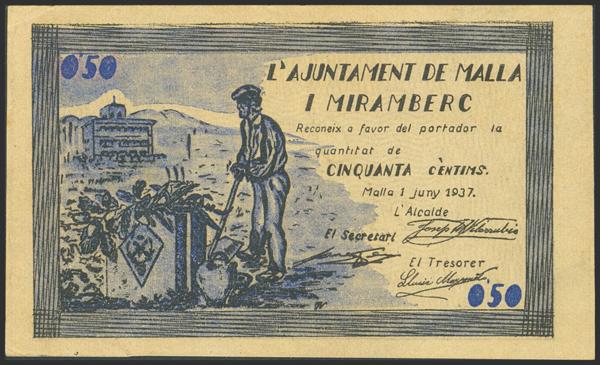 0'50
L'AJUNTAMENT DE MALLA
I MIRAMBERC
Reconeix a favor del portador la
quantitat de
CINQUANTA CÈNTIMS.
Malla 1 juny 1937.
L'Alcalde
El Secretari
El Tresorer
0'50